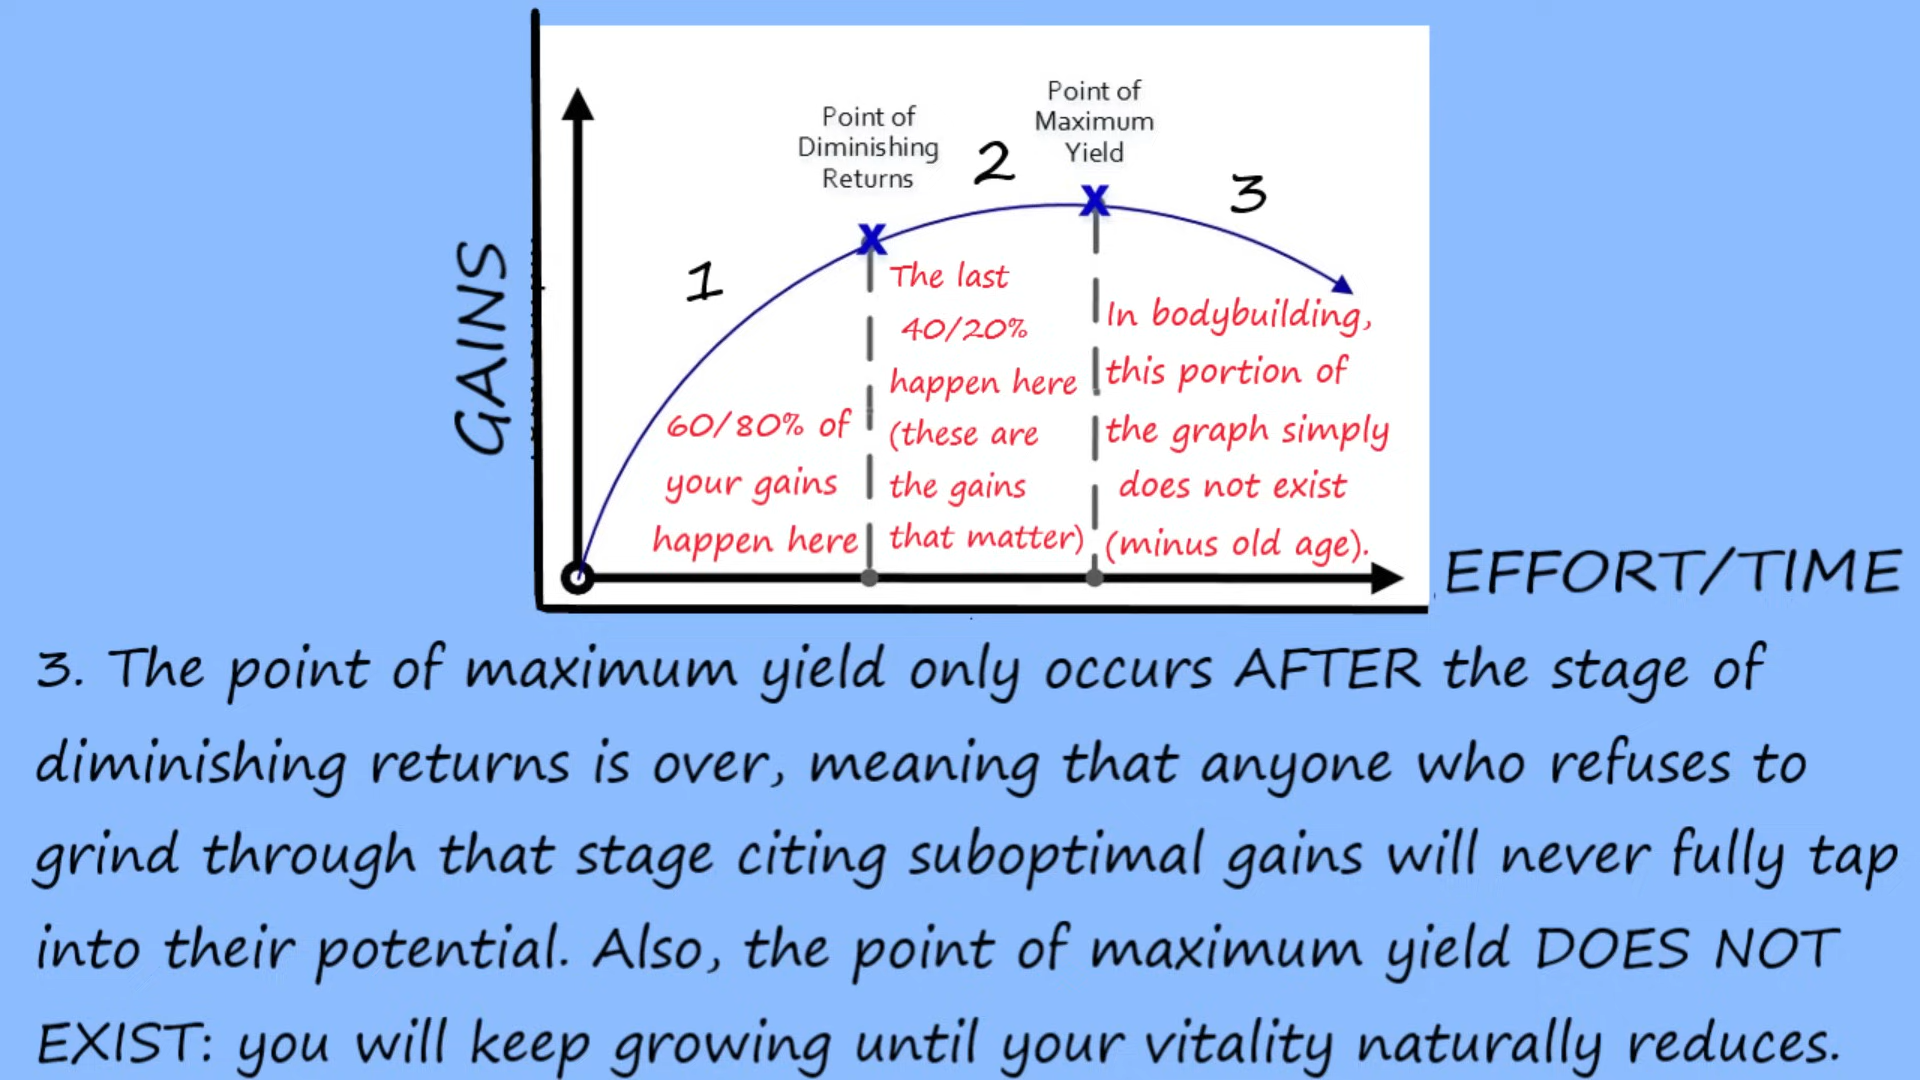 Point of
Maximum
Yield
Point of
Diminishing
Returns
2
3
1
GAINS
The last
40/20%
happen here
(these are
the gains
that matter)
60/80% of
your gains
happen here
In bodybuilding,
this portion of
the graph simply
does not exist
(minus old age).
EFFORT/TIME
3. The point of maximum yield only occurs AFTER the stage of
diminishing returns is over, meaning that anyone who refuses to
grind through that stage citing suboptimal gains will never fully tap
into their potential. Also, the point of maximum yield DOES NOT
EXIST: you will keep growing until your vitality naturally reduces.